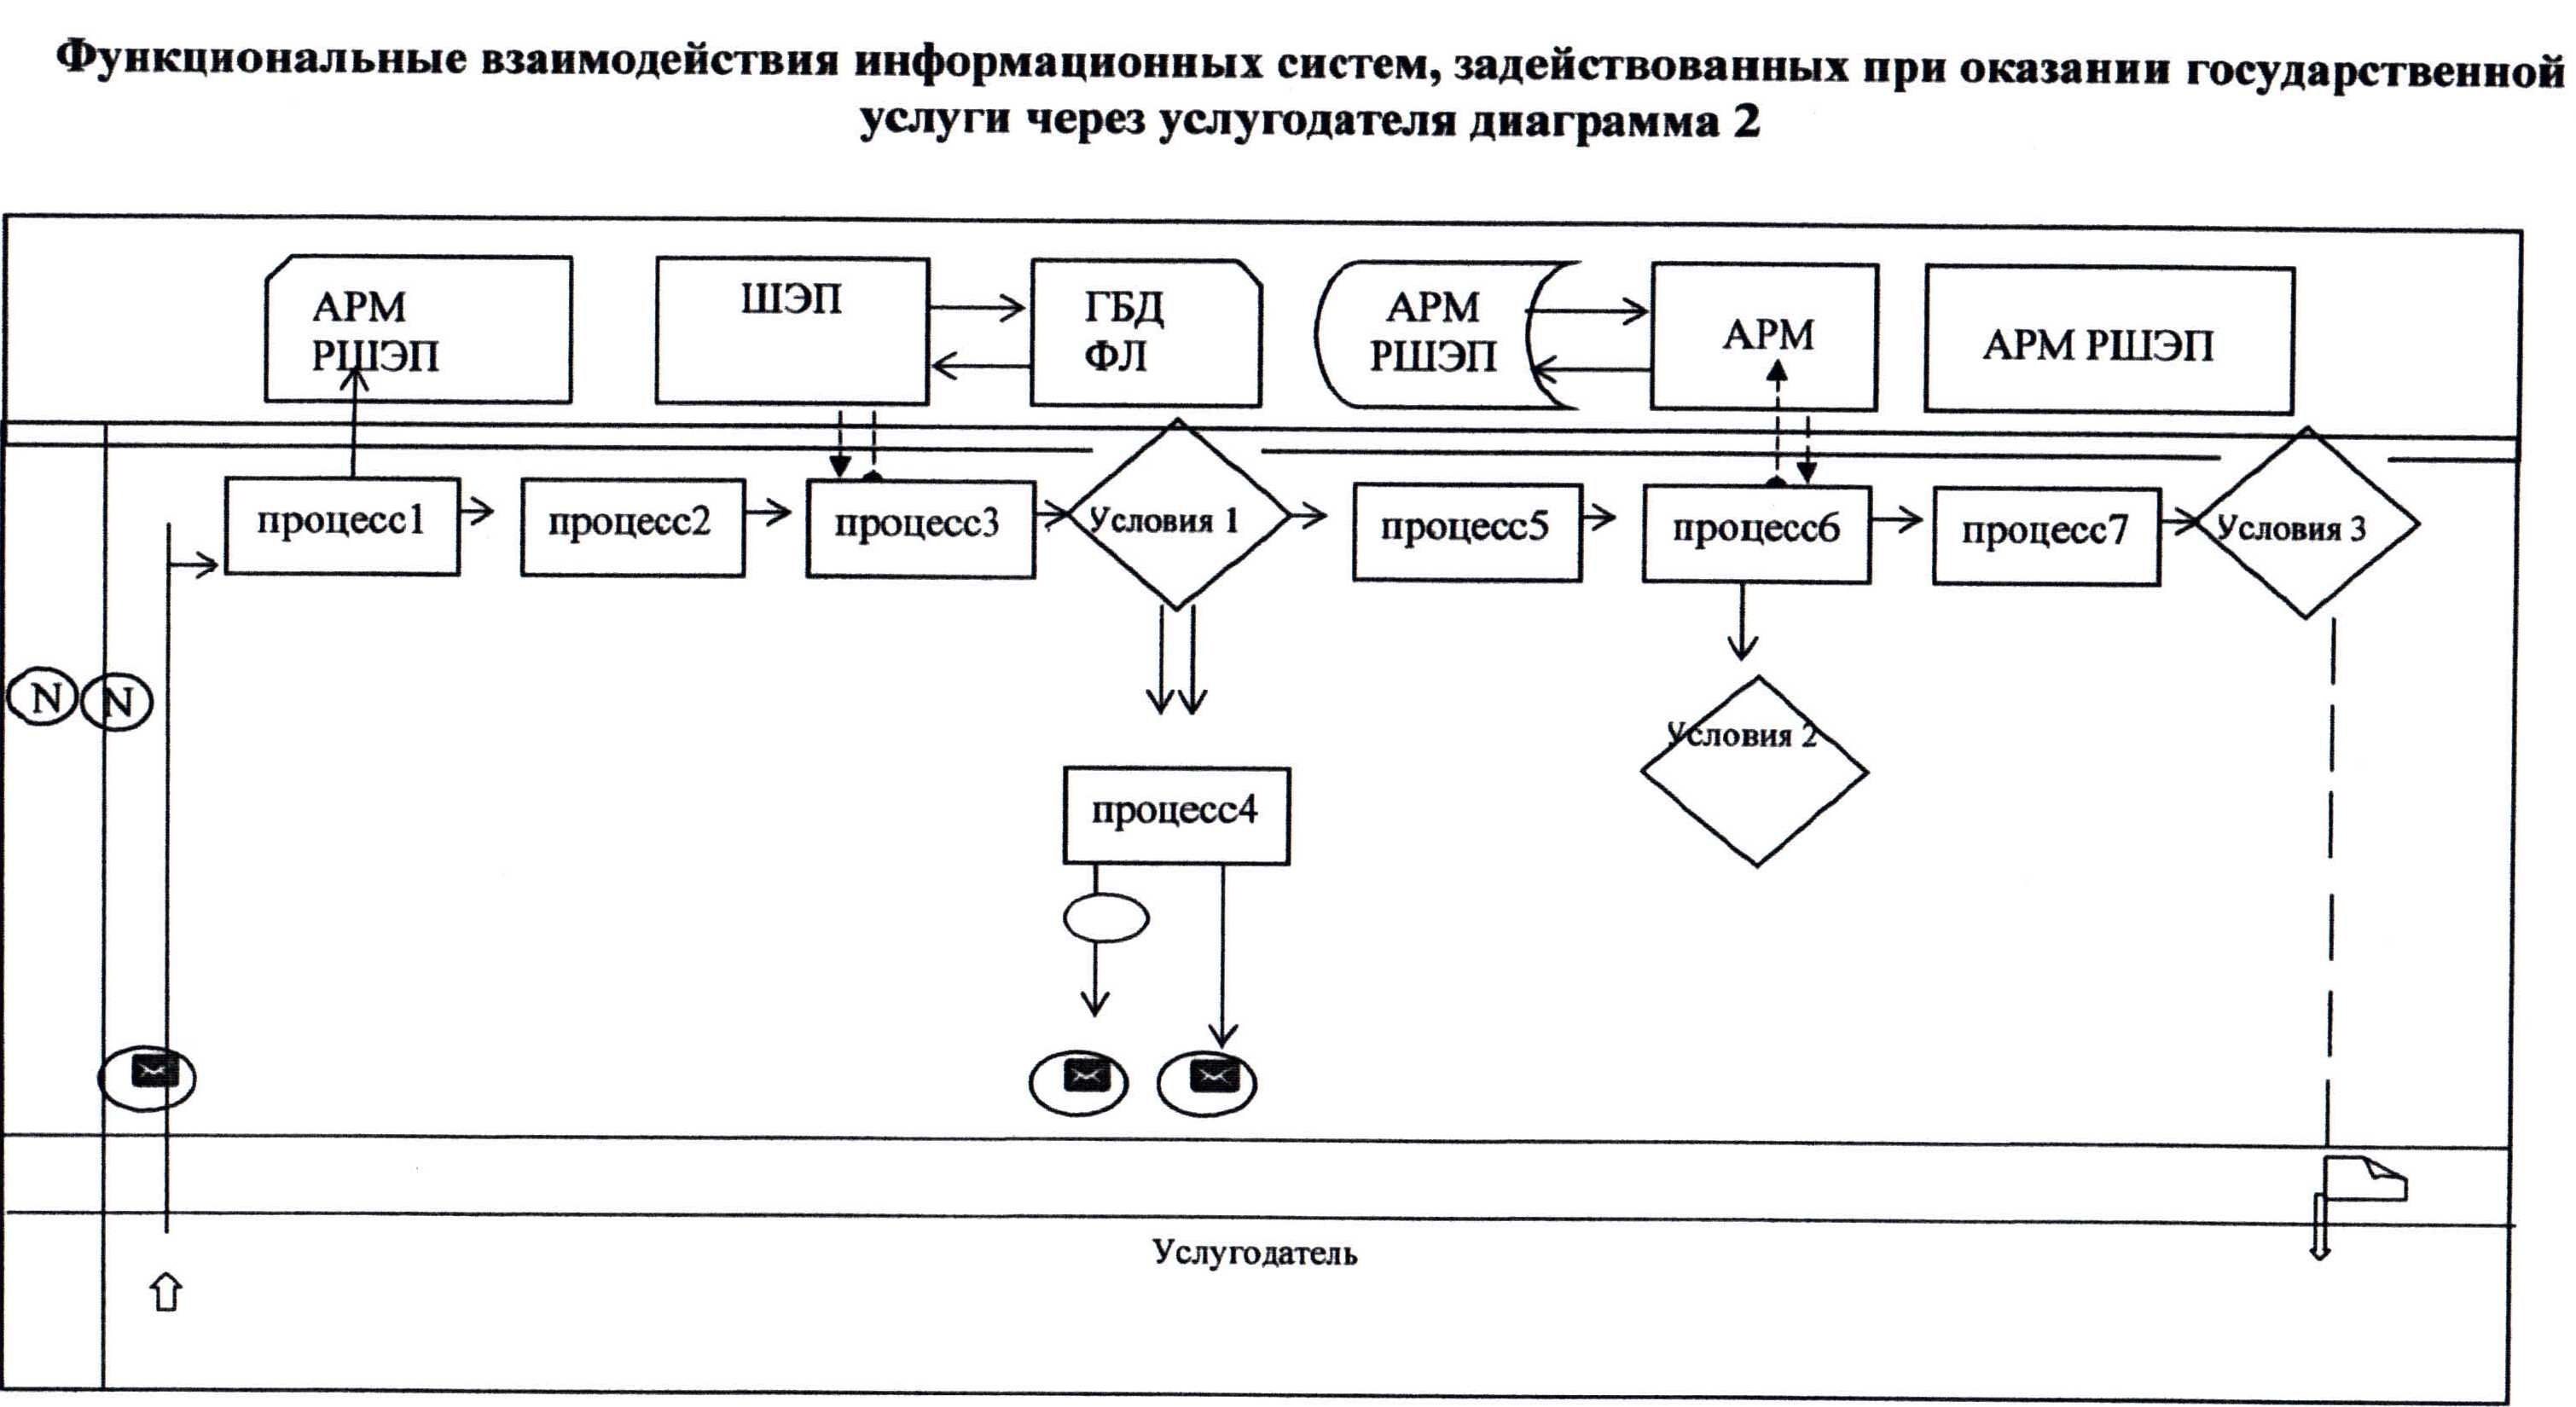 Функциональные взаимодействия информационных систем, задействованных при оказании государственной
услуги через услугодателя диаграмма 2
АРМ
РШЭП
ШЭП
ГБД
ФЛ
АРМ
РШЭП
АРМ
АРМ РШЭП
процесс1
процесс2
процесс3
Условия 1
процесс5
процесс6
процесс7
Условия 3
N
N
Условия 2
процесс4
Услугодатель